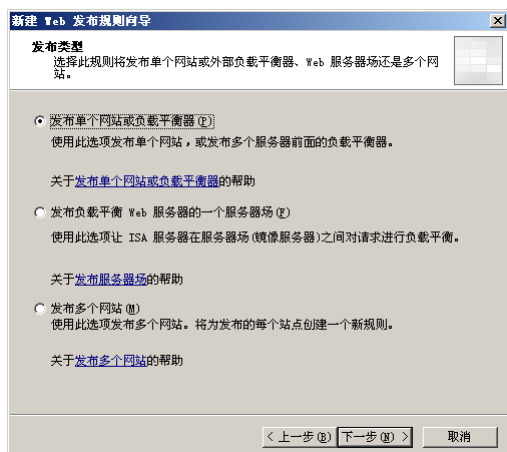 新建 Web 发布规则向导
发布类型
选择此规则将发布单个网站或外部负载平衡器、Web 服务器场还是多个网
站。
发布单个网站或负载平衡器(P)
使用此选项发布单个网站，或发布多个服务器前面的负载平衡器。
关于发布单个网站或负载平衡器的帮助
发布负载平衡 Web 服务器的一个服务器场(F)
使用此选项让 ISA 服务器在服务器场(镜像服务器)之间对请求进行负载平衡。
关于发布服务器场的帮助
发布多个网站(M)
使用此选项发布多个网站。将为发布的每个站点创建一个新规则。
关于发布多个网站的帮助
< 上一步(B) 下一步(N) > 取消